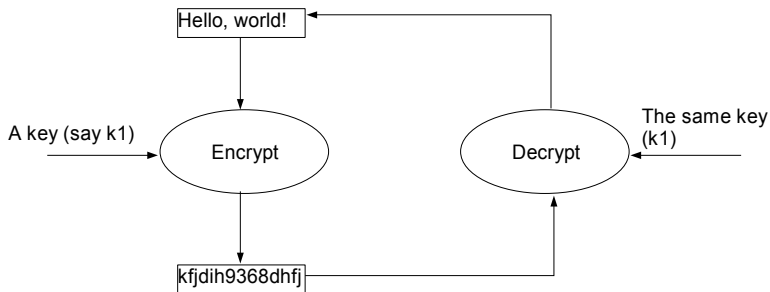 Hello, world!
A key (say k1)
Encrypt
Decrypt
The same key
(k1)
kfjdih9368dhfj